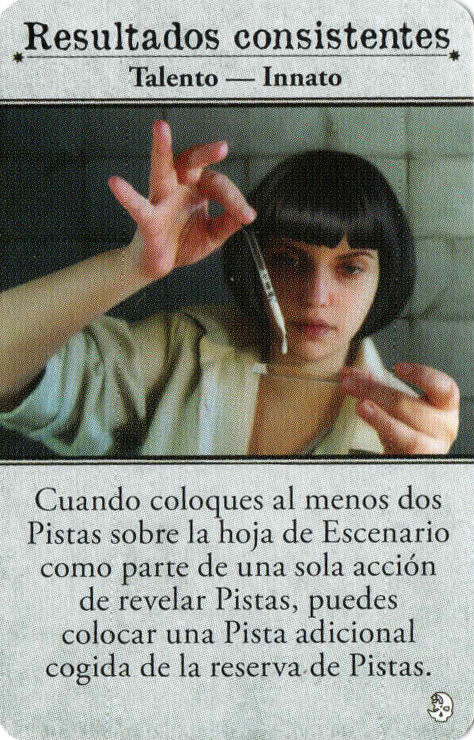 Resultados consistentes
Talento — Innato
Cuando coloques al menos dos
Pistas sobre la hoja de Escenario
como parte de una sola acción
de revelar Pistas, puedes
colocar una Pista adicional
cogida de la reserva de Pistas.